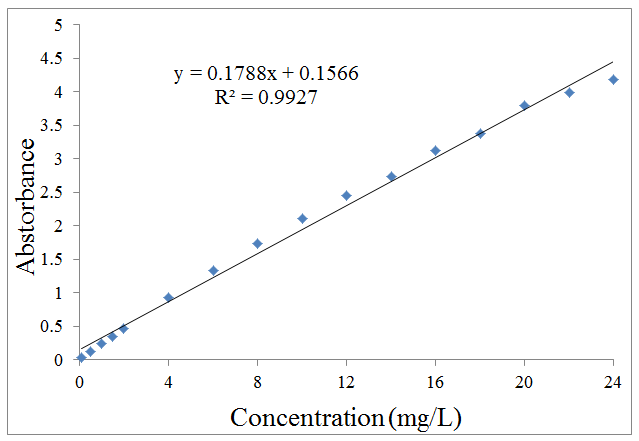 5
4.5
4
3.5
3
2.5
2
1.5
1
0.5
0
y = 0.1788x + 0.1566
R² = 0.9927
Abstorbance
0 4 8 12 16 20 24
Concentration (mg/L)